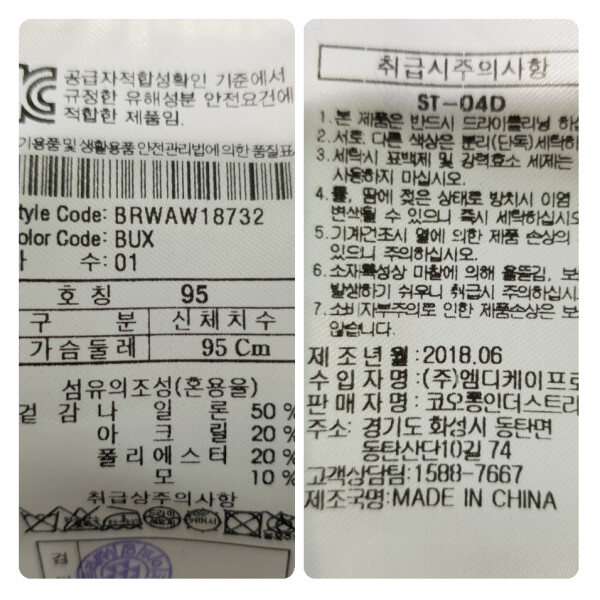 공급자적합성확인 기준에서
규정한 유해성분 안전요건에
적합한 제품임.
기용품 및 생활용품 안전관리법에 의한 품질표
Style Code: BRWAW18732
Color Code: BUX
차 수: 01
호 칭 95
구 분 신체치수
가슴둘레 95 Cm
섬유의조성(혼용율)
겉 감 나 일 론 50 %
아 크 릴 20 %
폴리에스터 20 %
모 10 %
취급상주의사항
드라이
검
취급시주의사항
ST-04D
1. 본 제품은 반드시 드라이클리닝 하십
2. 서로 다른 색상은 분리(단독)세탁하
3. 세탁시 표백제 및 강력효소 세제는
사용하지 마십시오.
4. 물, 땀에 젖은 상태로 방치시 이염
변색될 수 있으니 즉시 세탁하십시오
5. 기계건조시 열에 의한 제품 손상의
있으니 주의하십시오.
6. 소재특성상 마찰에 의해 올뜯김, 보
발생하기 쉬우니 취급시 주의하십시
7. 소비자부주의로 인한 제품손상은 보
않습니다.
제 조 년 월 : 2018.06
수 입 자 명 : (주)엠디케이프로
판 매 자 명 : 코오롱인더스트리
주소: 경기도 화성시 동탄면
동탄산단10길 74
고객상담팀:1588-7667
제조국명:MADE IN CHINA